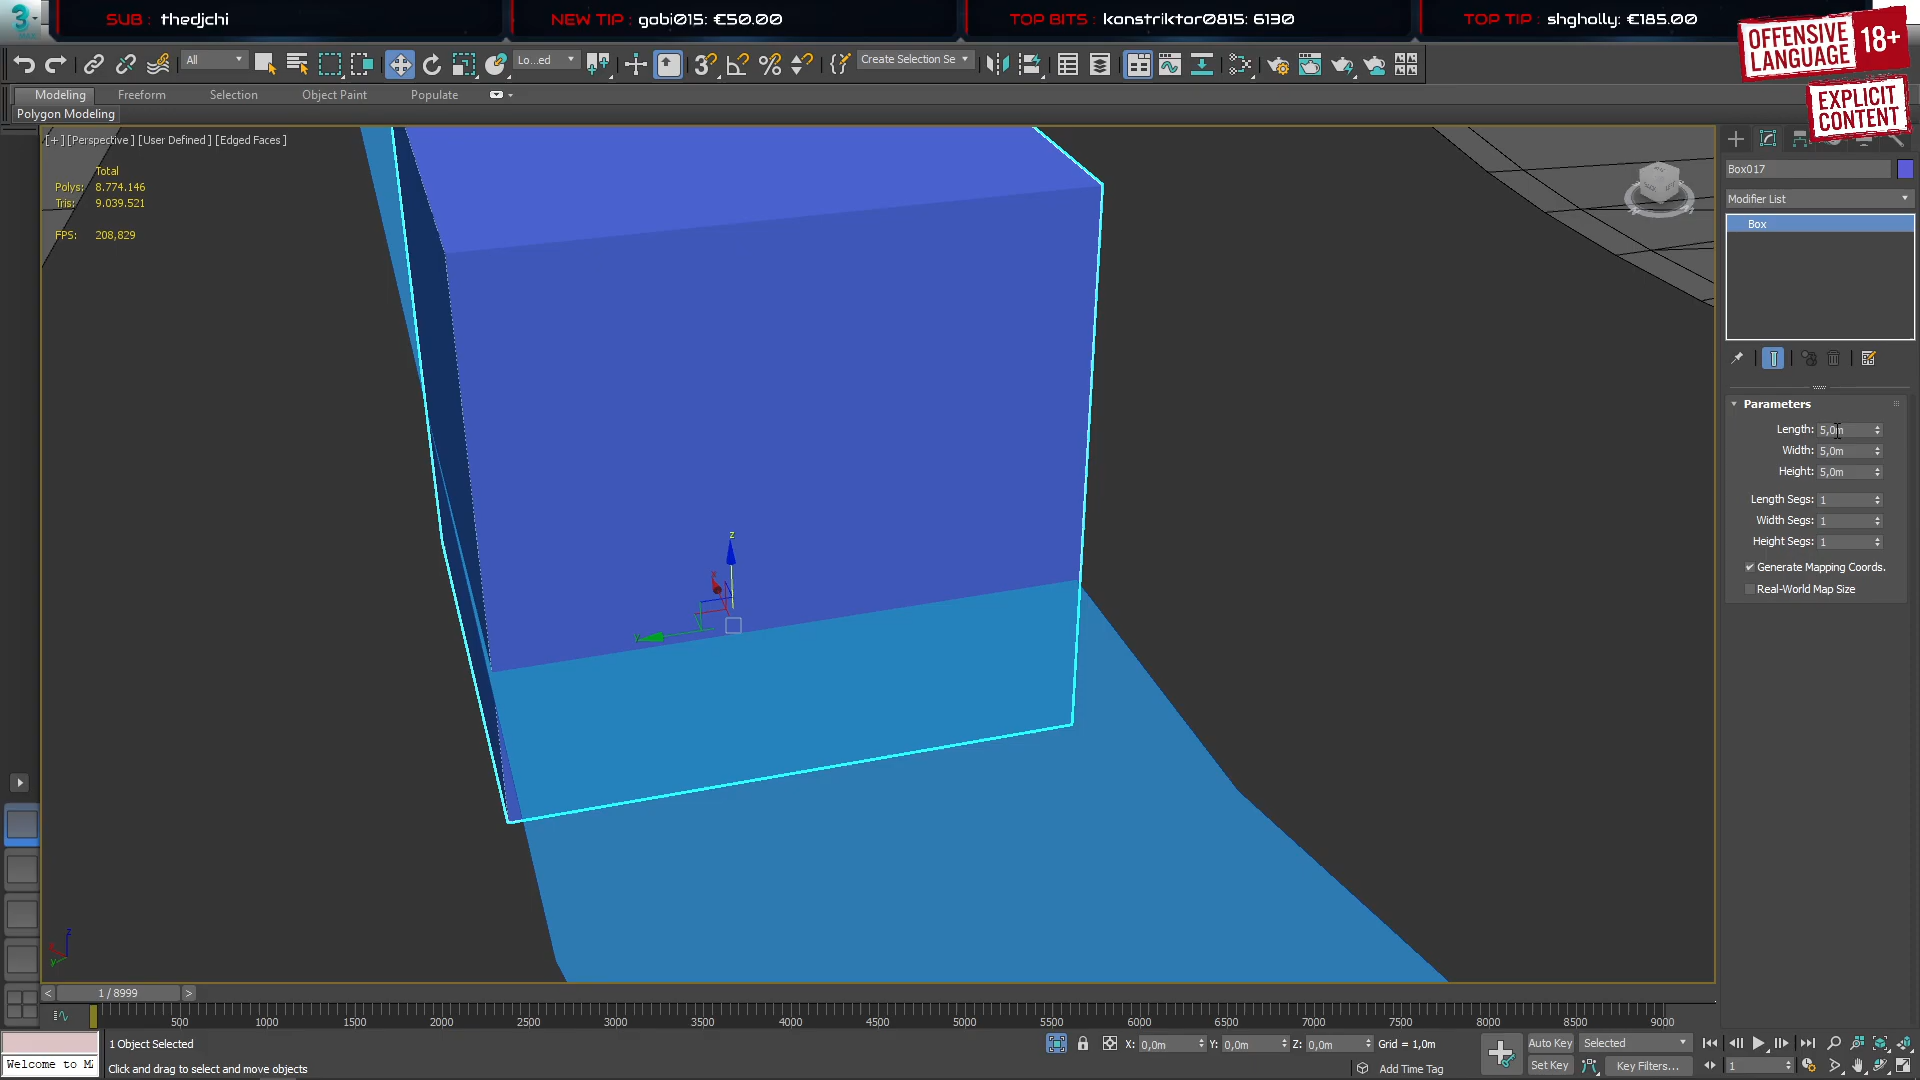 SUB : thedjchi
NEW TIP : gabi015: €50.00
TOP BITS : konstriktor0815: 6130
TOP TIP : shgholly: €185.00
OFFENSIVE LANGUAGE 18+
EXPLICIT CONTENT
3
MAX
All
Lo...ed
Create Selection Se
Modeling
Freeform
Selection
Object Paint
Populate
Polygon Modeling
[+] [Perspective] [User Defined] [Edged Faces]
Total
Polys: 8.774.146
Tris: 9.039.521
FPS: 208,829
z
x
y
Box017
Modifier List
Box
Parameters
Length: 5,0m
Width: 5,0m
Height: 5,0m
Length Segs: 1
Width Segs: 1
Height Segs: 1
Generate Mapping Coords.
Real-World Map Size
z
x
y
< 1 / 8999 >
500 1000 1500 2000 2500 3000 3500 4000 4500 5000 5500 6000 6500 7000 7500 8000 8500 9000
1 Object Selected
X: 0,0m Y: 0,0m Z: 0,0m Grid = 1,0m
Auto Key
Selected
Welcome to M
Click and drag to select and move objects
Add Time Tag
Set Key
Key Filters...
1